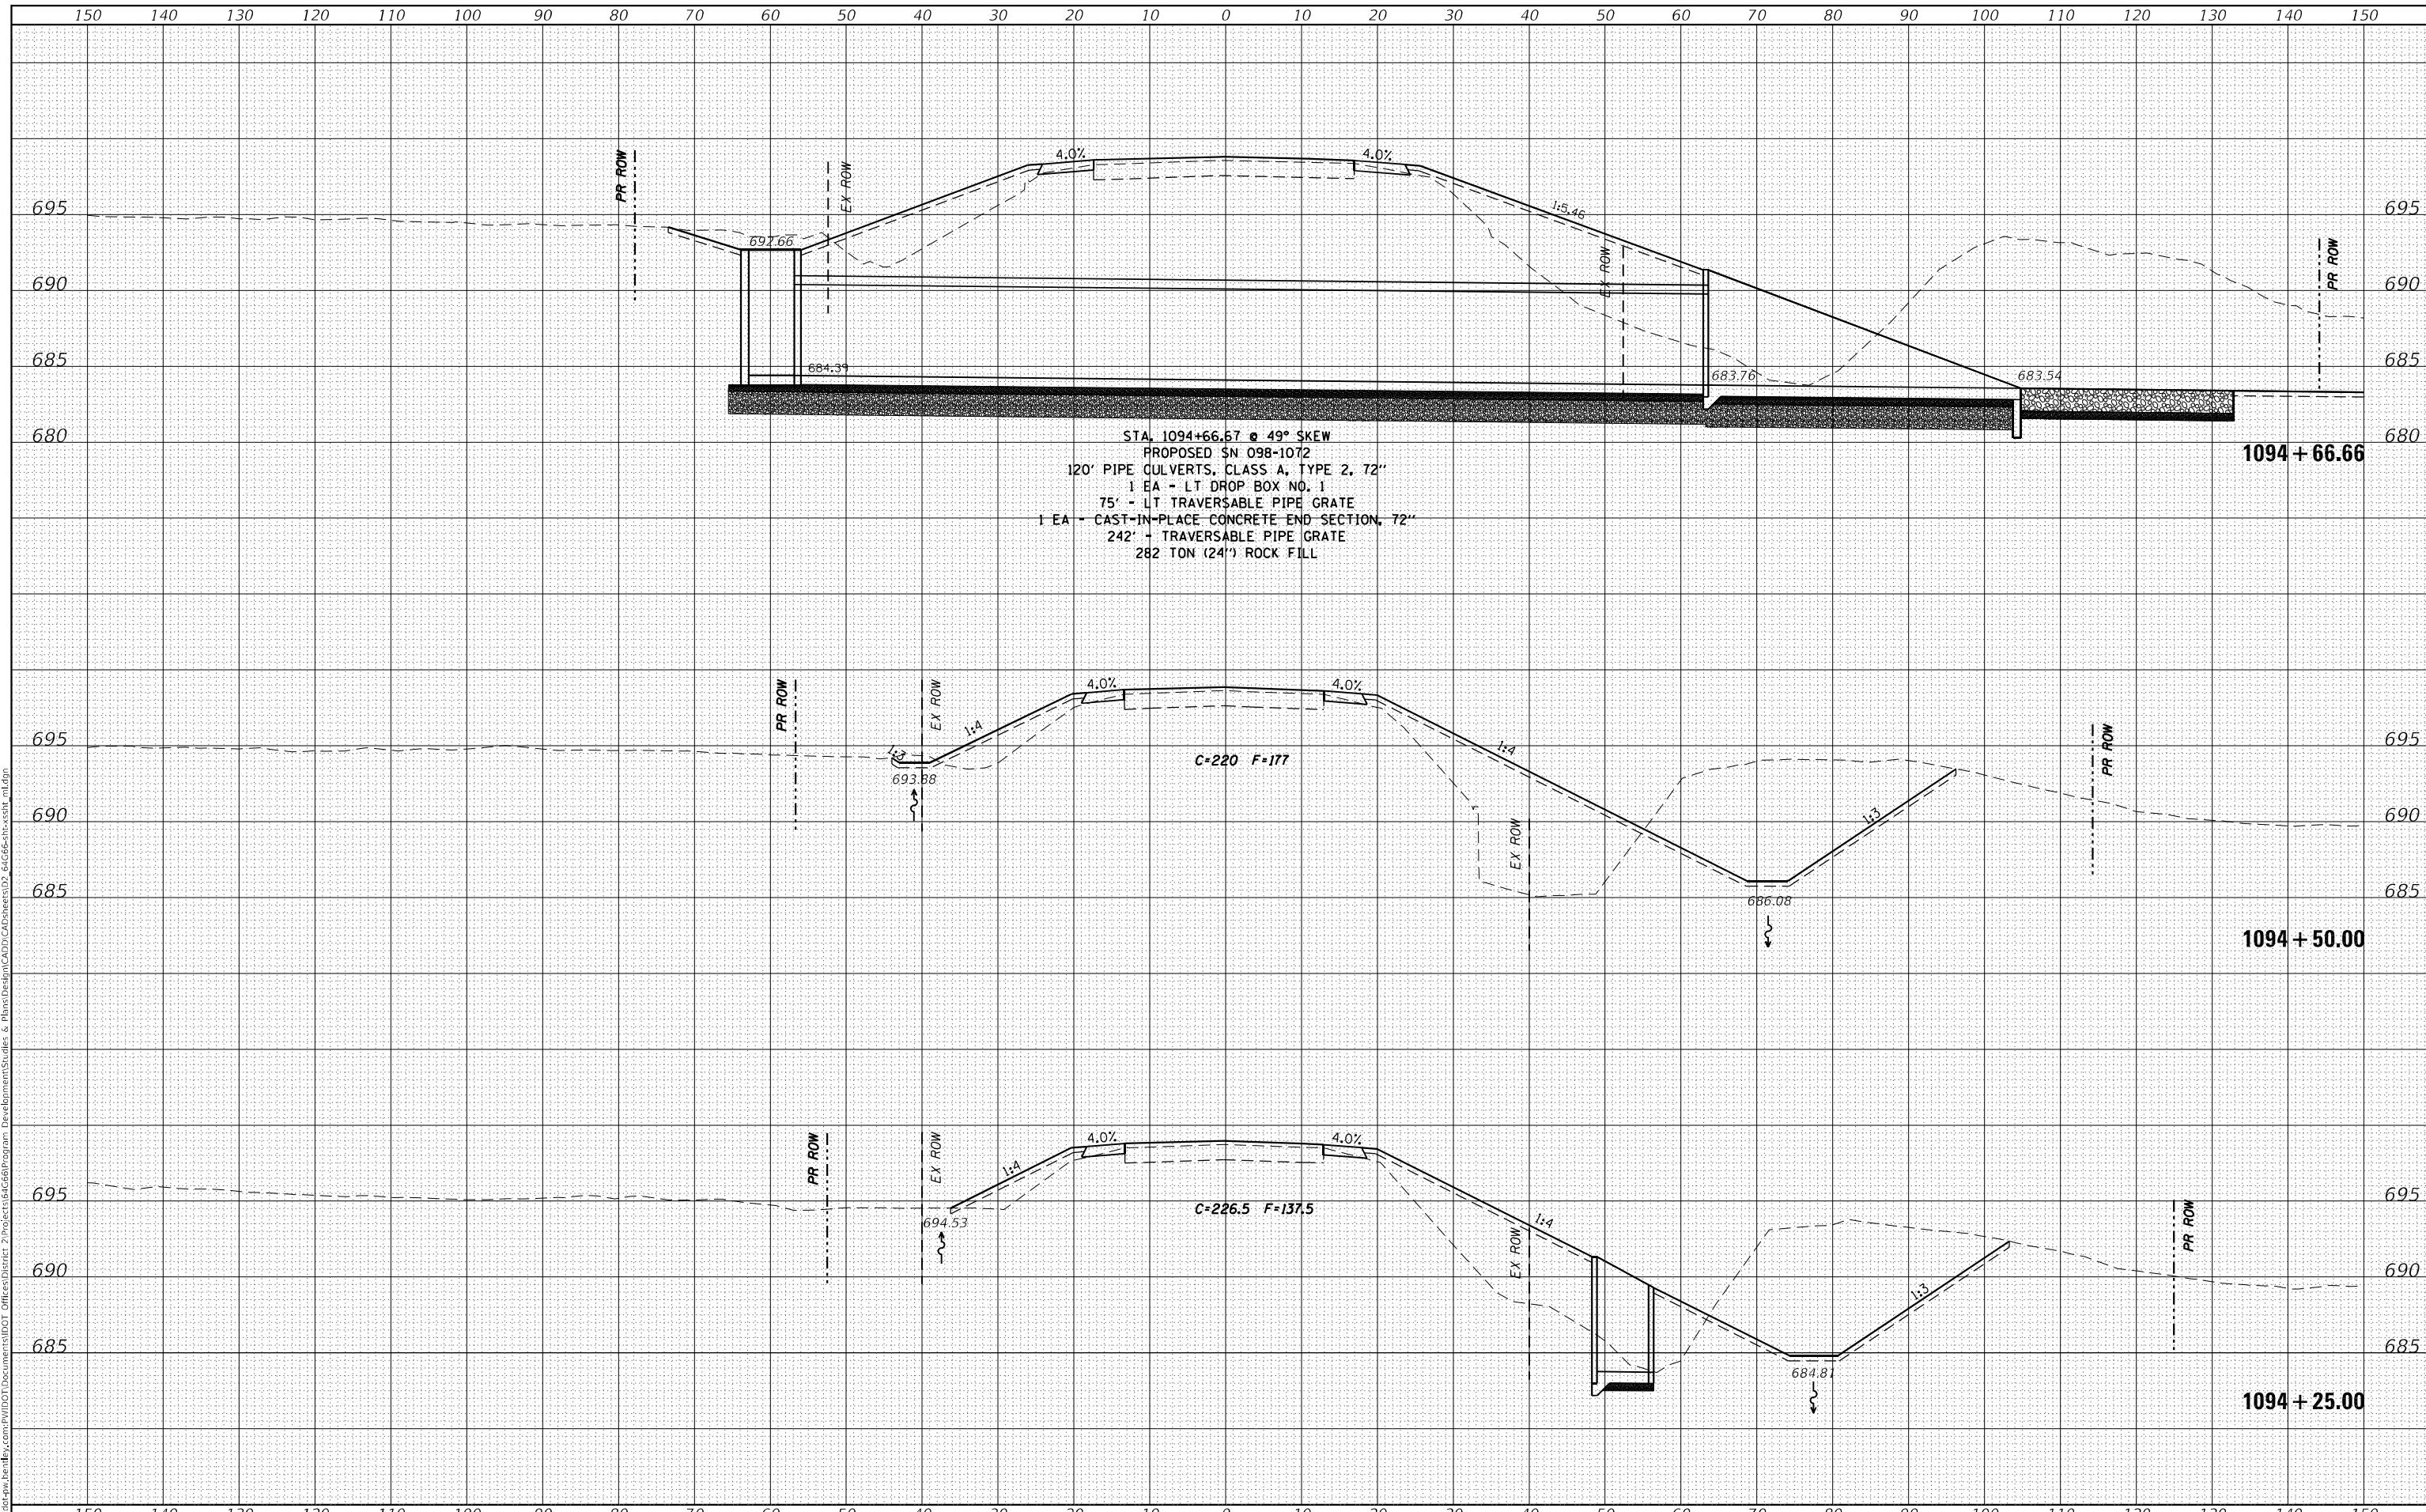 150 140 130 120 110 100 90 80 70 60 50 40 30 20 10 0 10 20 30 40 50 60 70 80 90 100 110 120 130 140 150
PR ROW
EX ROW
4.0%
4.0%
1:5.46
EX ROW
PR ROW
695
695
692.66
690
690
685
685
684.39
683.76
683.54
680
680
1094+66.66
STA. 1094+66.67 @ 49° SKEW
PROPOSED SN 098-1072
120' PIPE CULVERTS, CLASS A, TYPE 2, 72"
1 EA - LT DROP BOX NO. 1
75' - LT TRAVERSABLE PIPE GRATE
1 EA - CAST-IN-PLACE CONCRETE END SECTION, 72"
242' - TRAVERSABLE PIPE GRATE
282 TON (24") ROCK FILL
PR ROW
EX ROW
4.0%
4.0%
1:4
1:3
1:4
EX ROW
1:3
PR ROW
695
695
C=220 F=177
693.88
690
690
685
685
686.08
1094+50.00
PR ROW
EX ROW
4.0%
4.0%
1:4
1:4
EX ROW
1:3
PR ROW
695
695
C=226.5 F=137.5
694.53
690
690
685
685
684.81
1094+25.00
150 140 130 120 110 100 90 80 70 60 50 40 30 20 10 0 10 20 30 40 50 60 70 80 90 100 110 120 130 140 150